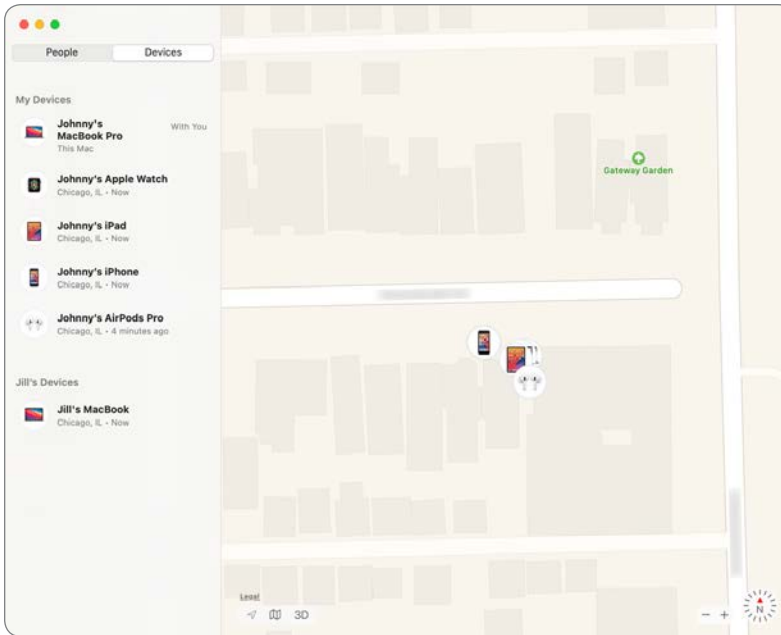 People
Devices
My Devices
Johnny's
MacBook Pro
With You
This Mac
Johnny's Apple Watch
Chicago, IL • Now
Johnny's iPad
Chicago, IL • Now
Johnny's iPhone
Chicago, IL • Now
Johnny's AirPods Pro
Chicago, IL • 4 minutes ago
Jill's Devices
Jill's MacBook
Chicago, IL • Now
Gateway Garden
Legal
3D
− +
N